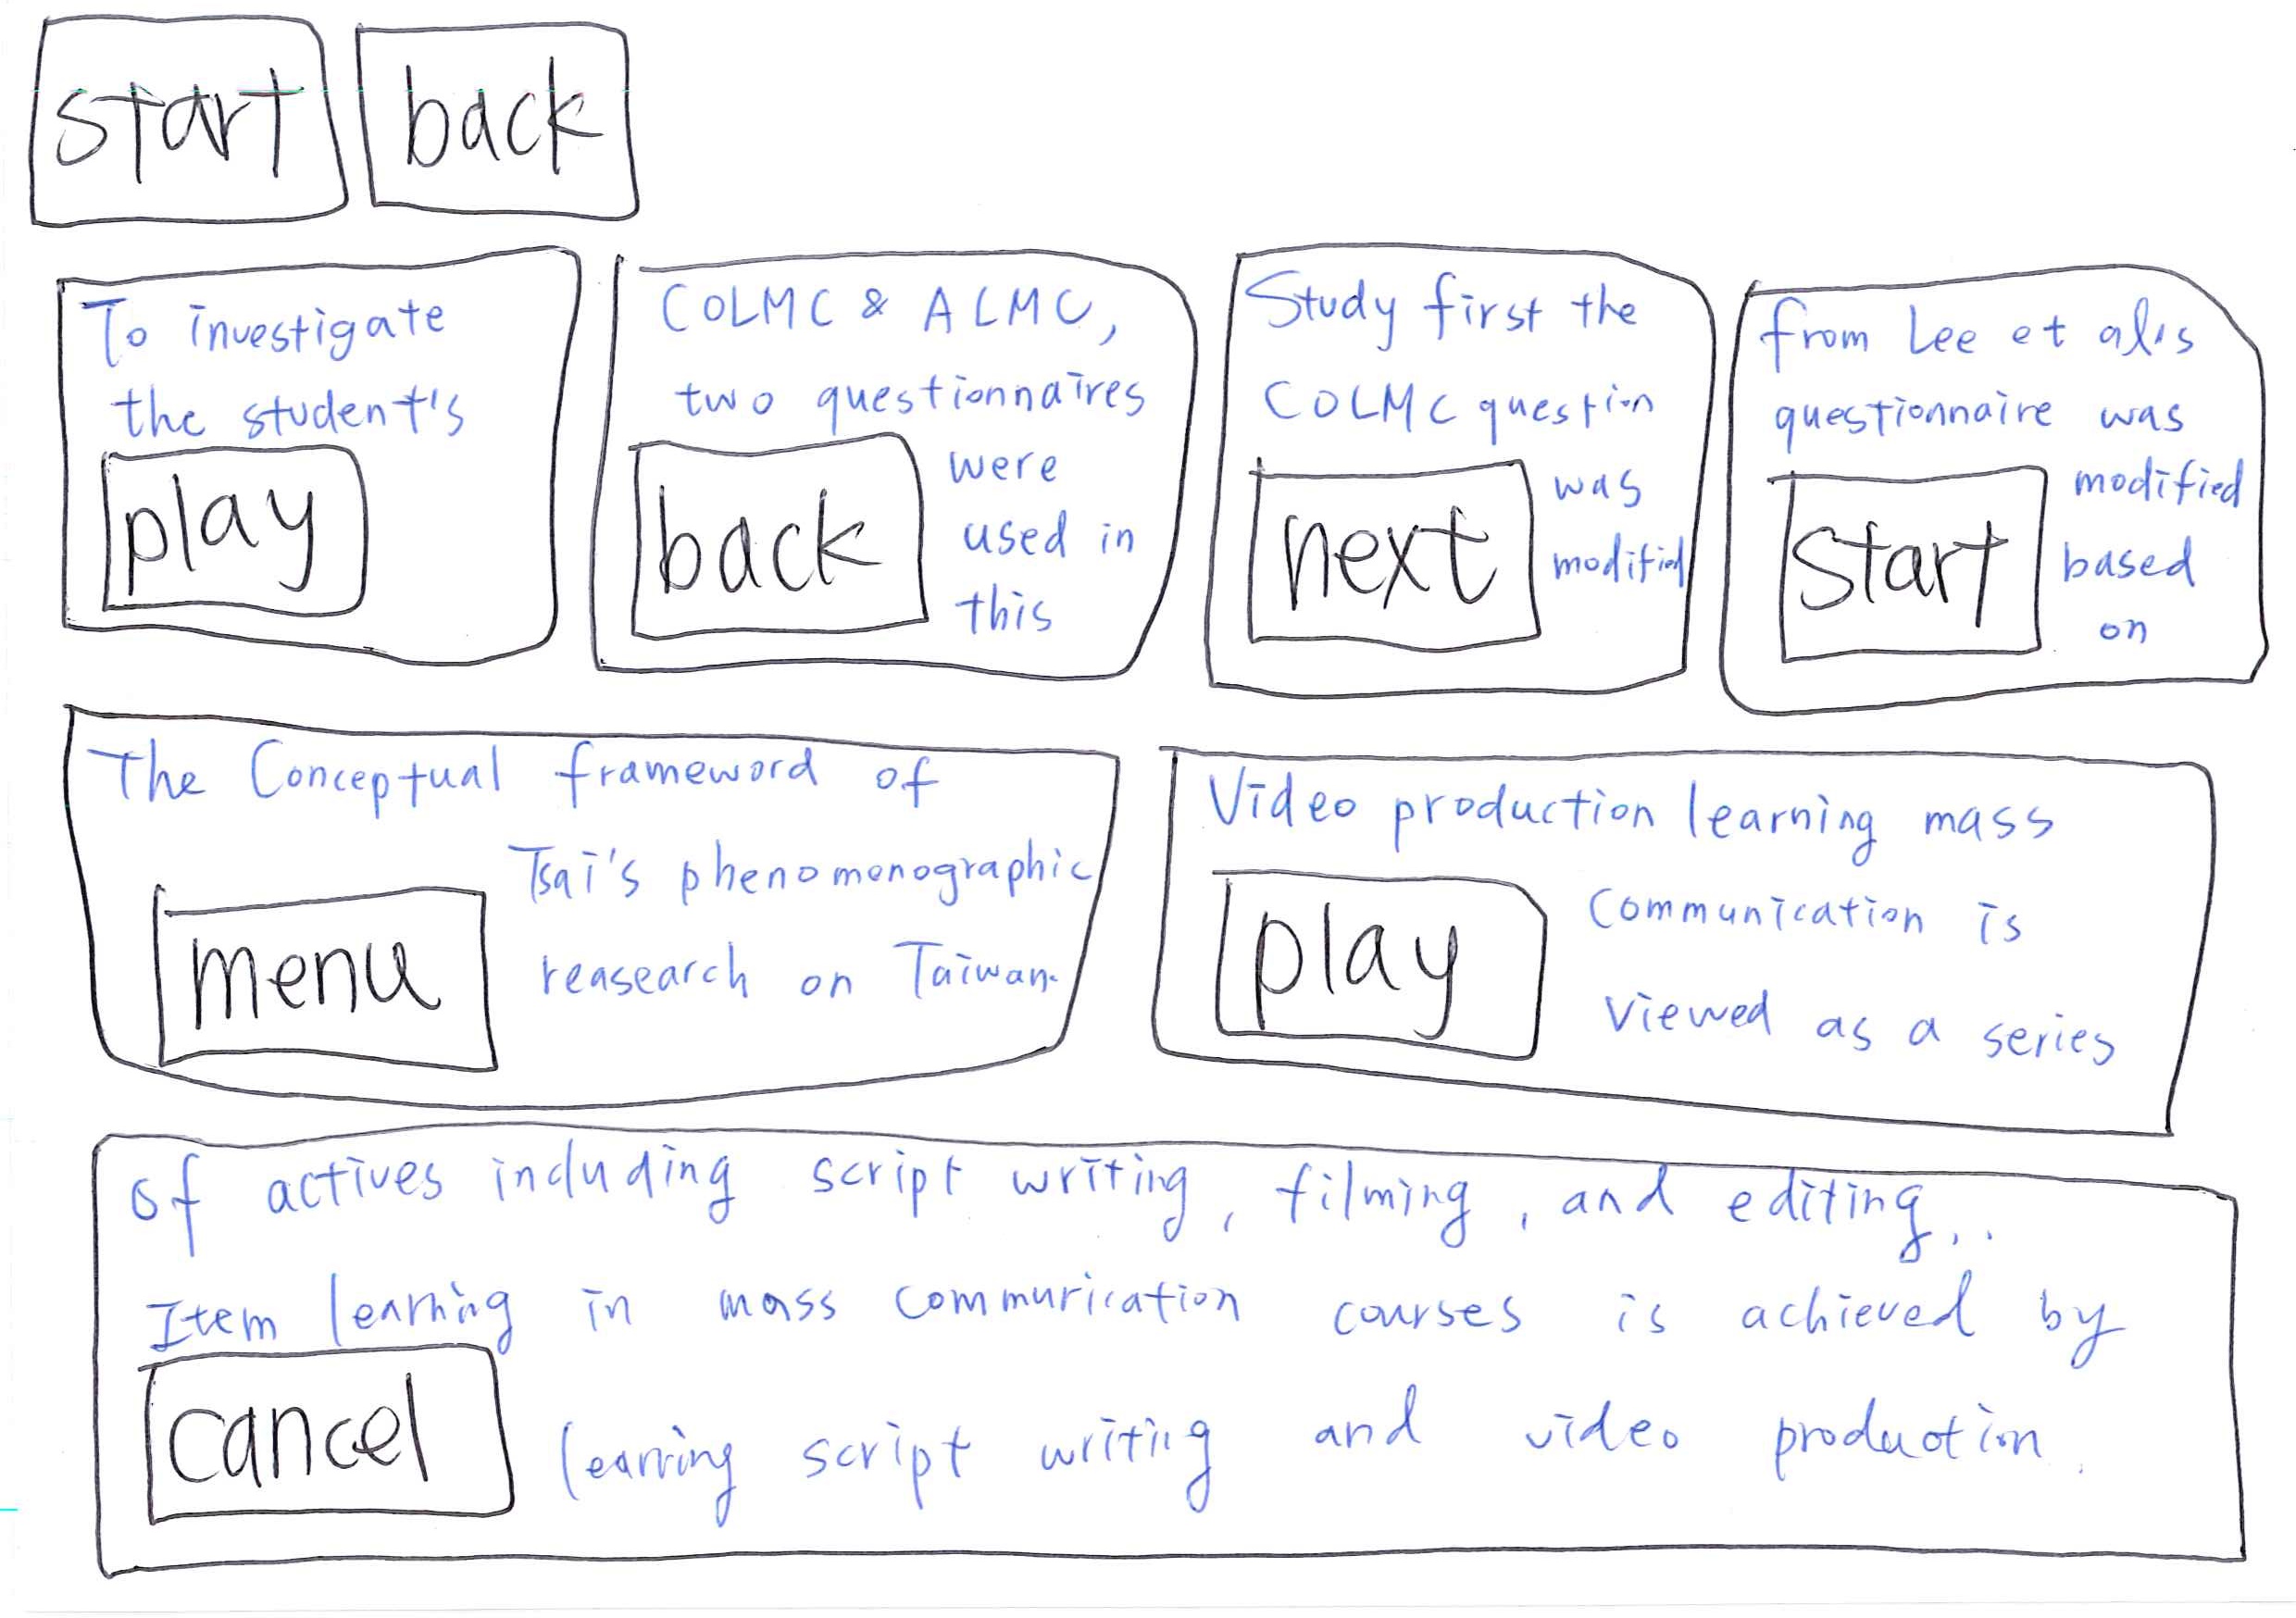 start
back
To investigate
the student's
play
COLMC & ALMC,
two questionnaires
were
used in
this
back
Study first the
COLMC question
was
modified
next
from Lee et al's
questionnaire was
modified
based
on
start
The Conceptual frameword of
Tsai's phenomonographic
reasearch on Taiwan.
menu
Video production learning mass
Communication is
viewed as a series
play
of actives including script writing, filming, and editing..
Item learning in mass communication courses is achieved by
learning script writing and video production.
cancel